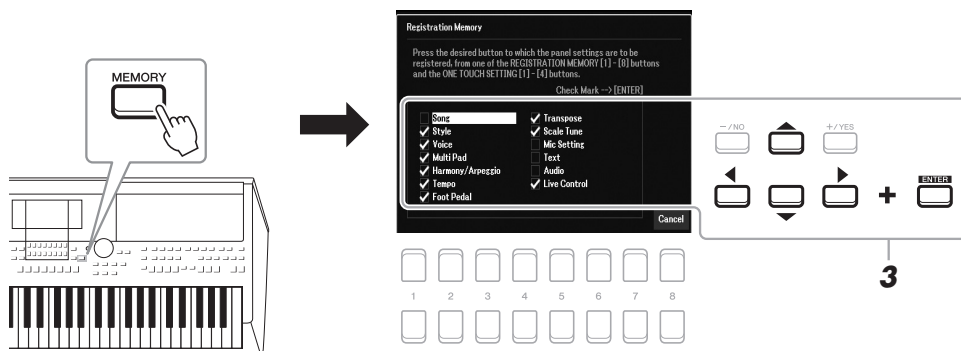 MEMORY
Registration Memory
Press the desired button to which the panel settings are to be
registered, from one of the REGISTRATION MEMORY [1] - [8] buttons
and the ONE TOUCH SETTING [1] - [4] buttons.
Check Mark --> [ENTER]
Song
Style
Voice
Multi Pad
Harmony/Arpeggio
Tempo
Foot Pedal
Transpose
Scale Tune
Mic Setting
Text
Audio
Live Control
Cancel
1 2 3 4 5 6 7 8
–/NO
+/YES
ENTER
+
3